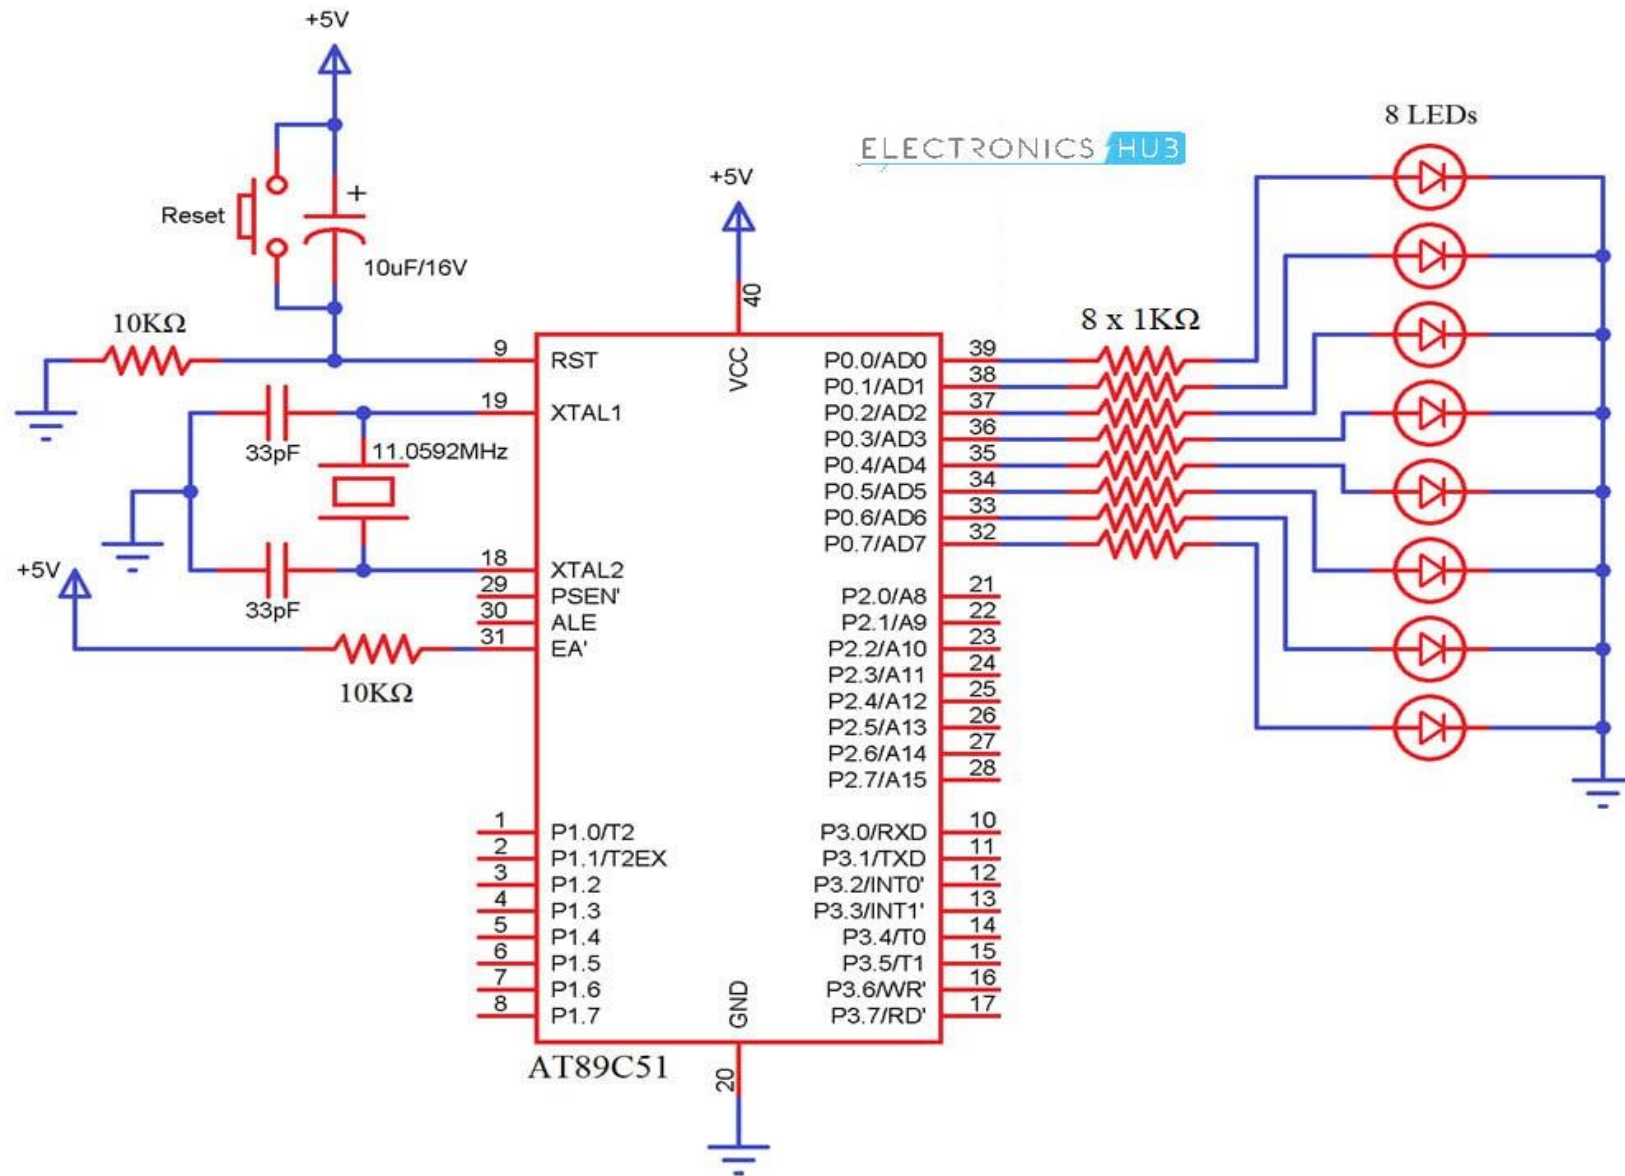 +5V
Reset
+
10uF/16V
10KΩ
33pF
11.0592MHz
33pF
+5V
10KΩ
+5V
ELECTRONICS HUB
8 LEDs
8 x 1KΩ
40
VCC
9 RST
19 XTAL1
18 XTAL2
29 PSEN'
30 ALE
31 EA'
1 P1.0/T2
2 P1.1/T2EX
3 P1.2
4 P1.3
5 P1.4
6 P1.5
7 P1.6
8 P1.7
P0.0/AD0 39
P0.1/AD1 38
P0.2/AD2 37
P0.3/AD3 36
P0.4/AD4 35
P0.5/AD5 34
P0.6/AD6 33
P0.7/AD7 32
P2.0/A8 21
P2.1/A9 22
P2.2/A10 23
P2.3/A11 24
P2.4/A12 25
P2.5/A13 26
P2.6/A14 27
P2.7/A15 28
P3.0/RXD 10
P3.1/TXD 11
P3.2/INT0' 12
P3.3/INT1' 13
P3.4/T0 14
P3.5/T1 15
P3.6/WR' 16
P3.7/RD' 17
GND
20
AT89C51